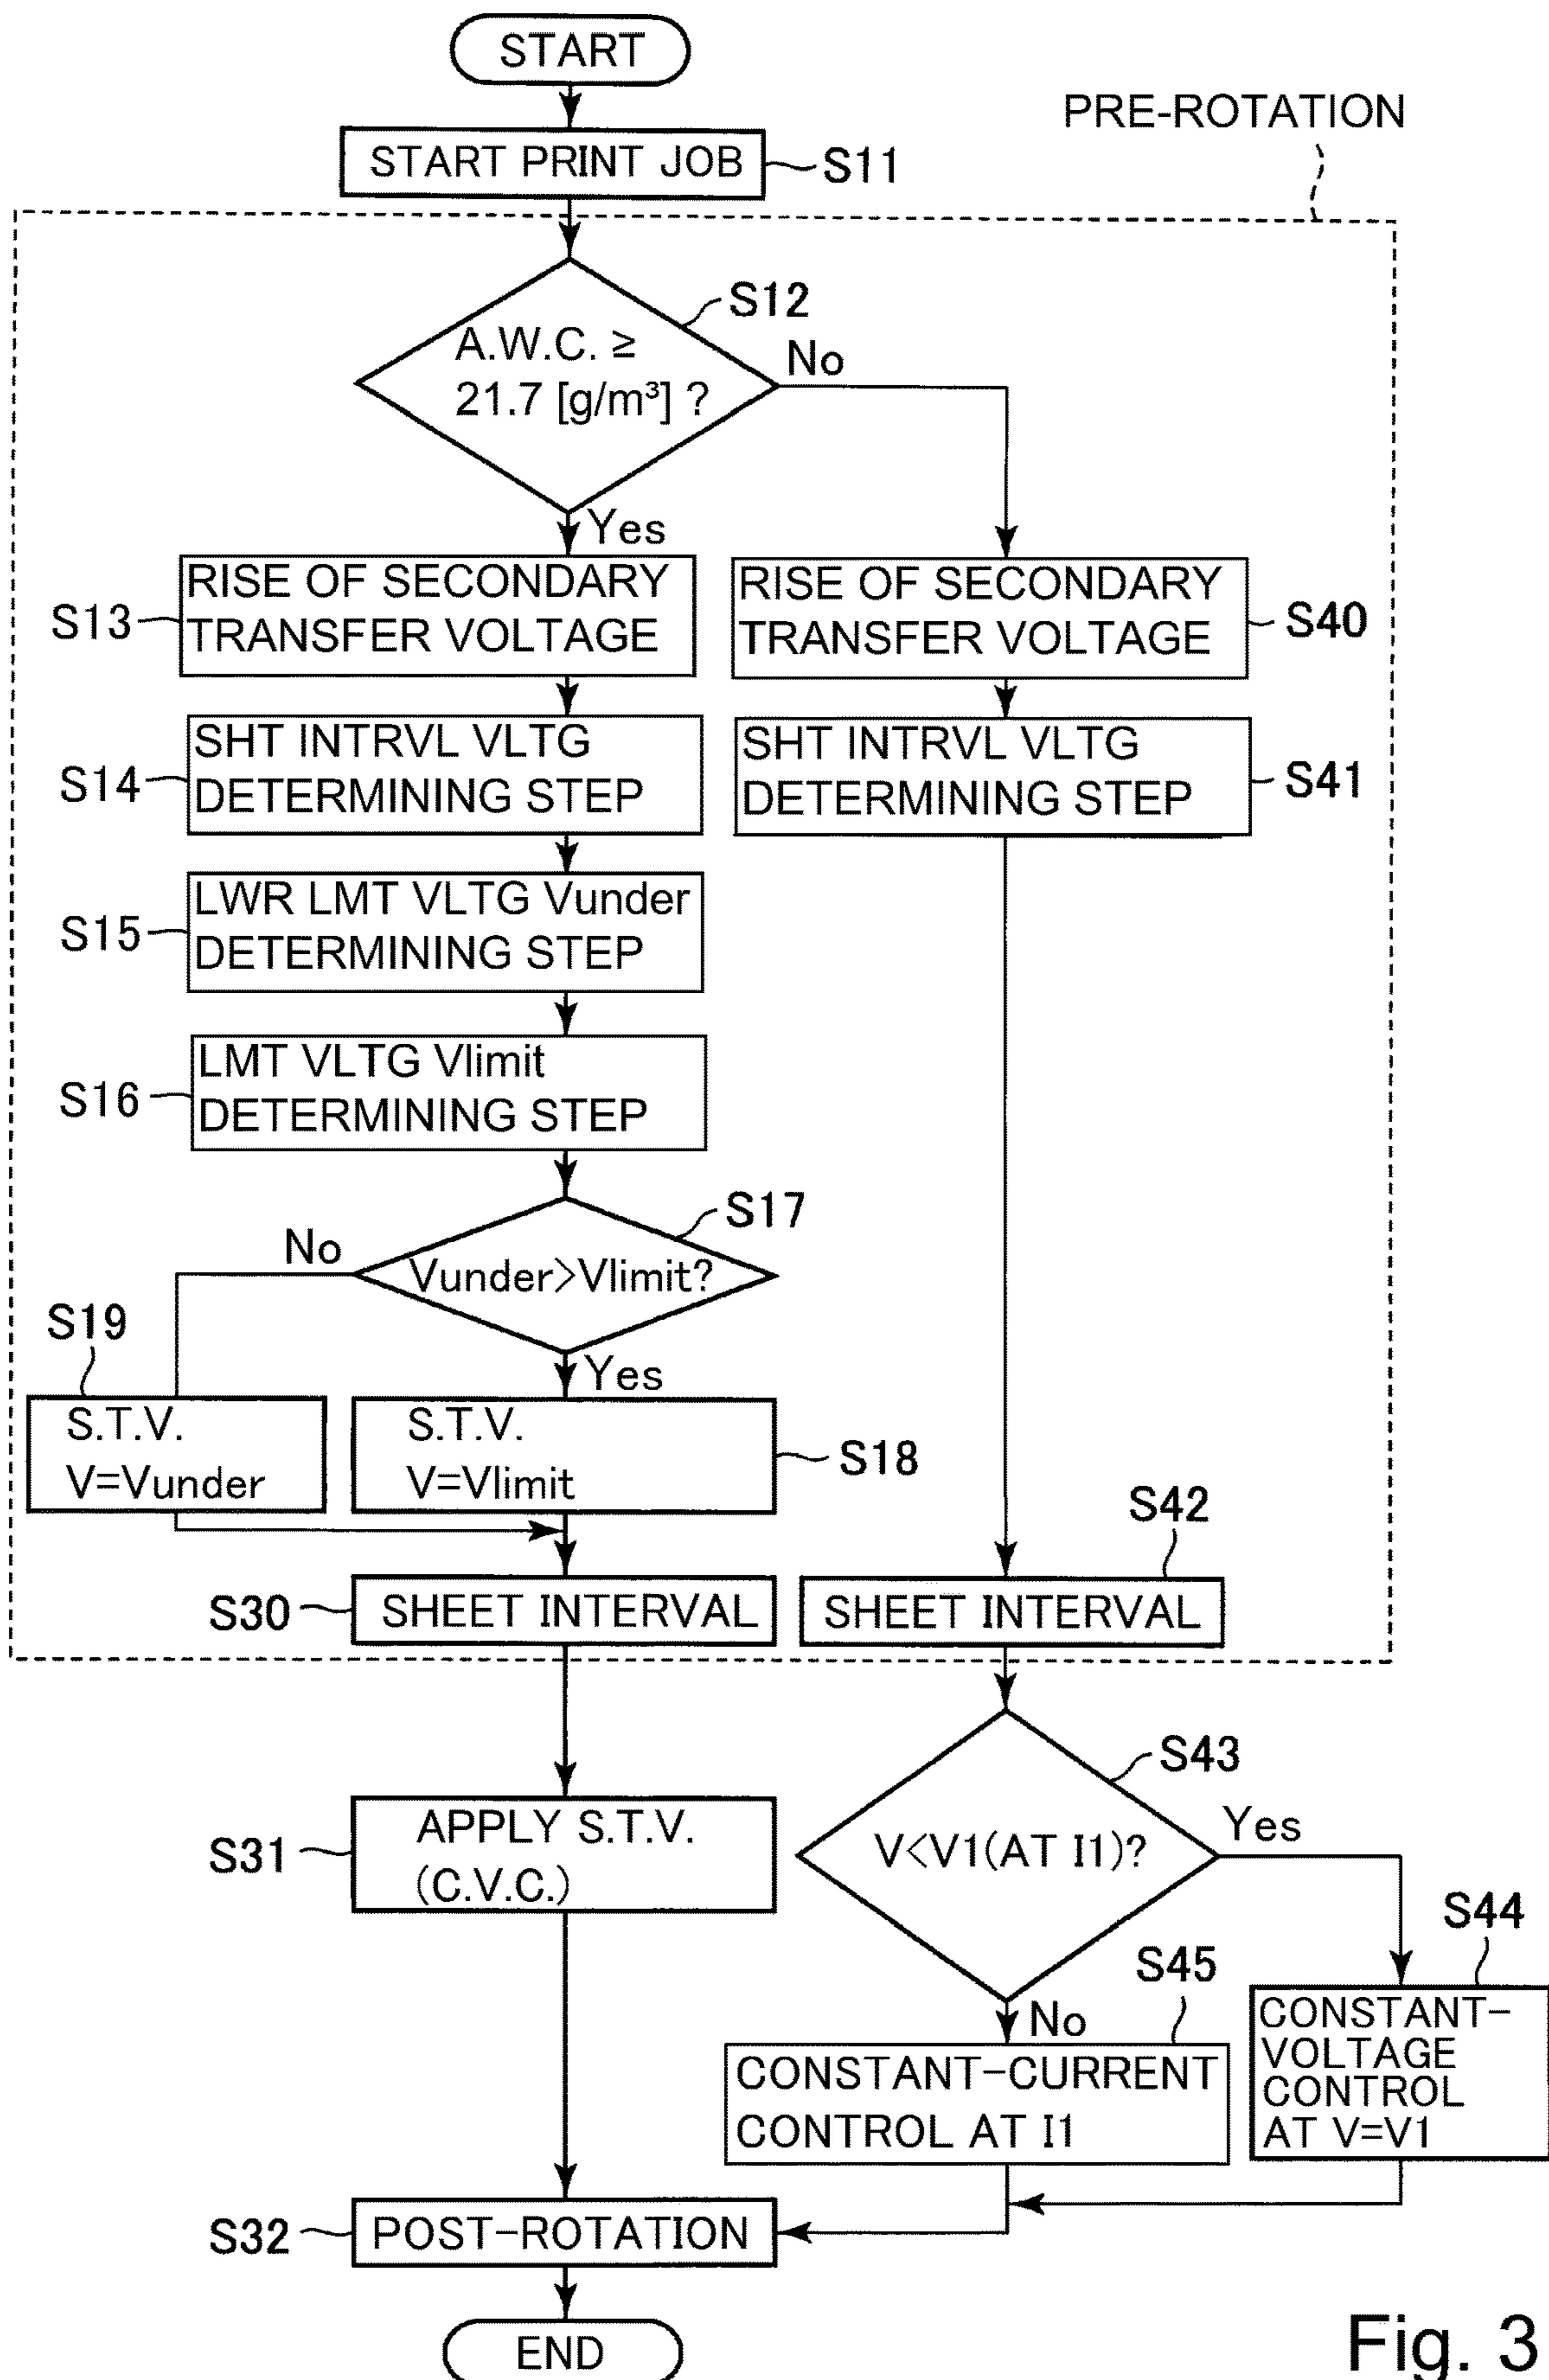 START
PRE-ROTATION
START PRINT JOB
S11
S12
A.W.C. ≥
21.7 [g/m³] ?
No
Yes
S13
RISE OF SECONDARY
TRANSFER VOLTAGE
RISE OF SECONDARY
TRANSFER VOLTAGE
S40
S14
SHT INTRVL VLTG
DETERMINING STEP
SHT INTRVL VLTG
DETERMINING STEP
S41
S15
LWR LMT VLTG Vunder
DETERMINING STEP
S16
LMT VLTG Vlimit
DETERMINING STEP
S17
No
Vunder>Vlimit?
Yes
S19
S.T.V.
V=Vunder
S.T.V.
V=Vlimit
S18
S42
S30
SHEET INTERVAL
SHEET INTERVAL
S43
S31
APPLY S.T.V.
(C.V.C.)
V<V1(AT I1)?
Yes
S44
S45
No
CONSTANT-CURRENT
CONTROL AT I1
CONSTANT-
VOLTAGE
CONTROL
AT V=V1
S32
POST-ROTATION
END
Fig. 3